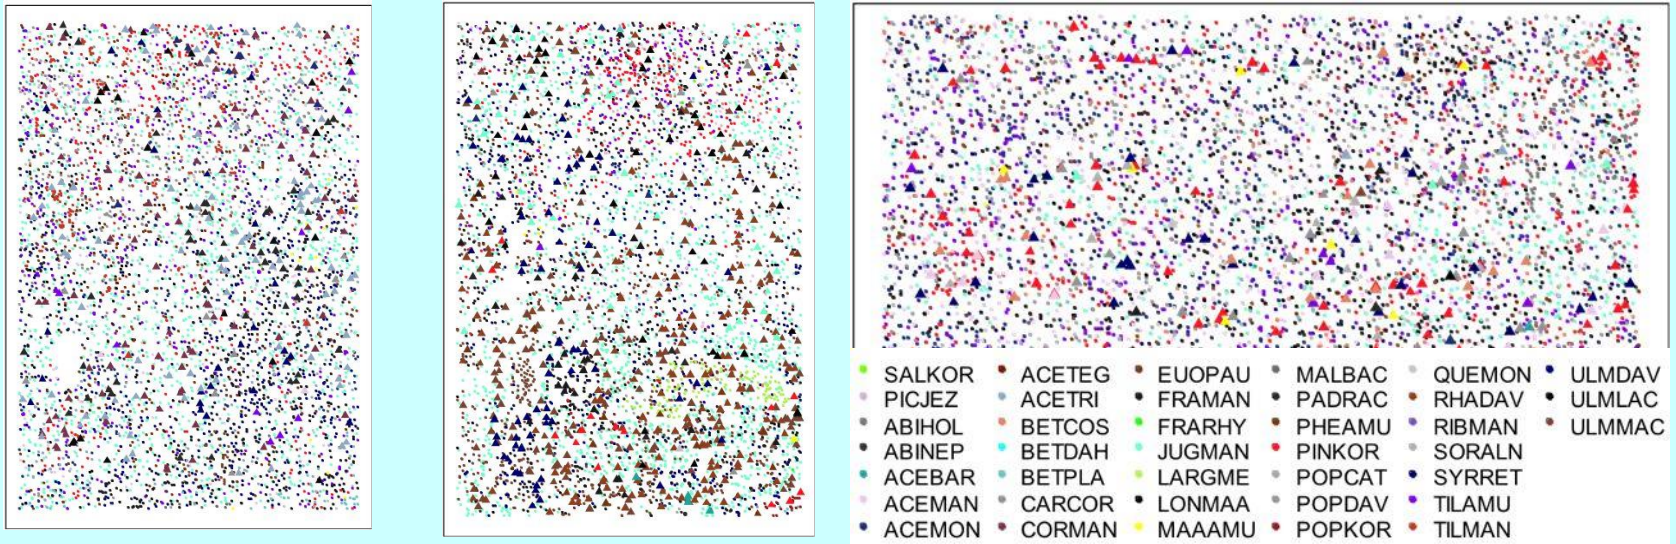 SALKOR ACETEG EUOPAU MALBAC QUEMON ULMDAV
PICJEZ ACETRI FRAMAN PADRAC RHADAV ULMLAC
ABIHOL BETCOS FRARHY PHEAMU RIBMAN ULMMAC
ABINEP BETDAH JUGMAN PINKOR SORALN
ACEBAR BETPLA LARGME POPCAT SYRRET
ACEMAN CARCOR LONMAA POPDAV TILAMU
ACEMON CORMAN MAAAMU POPKOR TILMAN